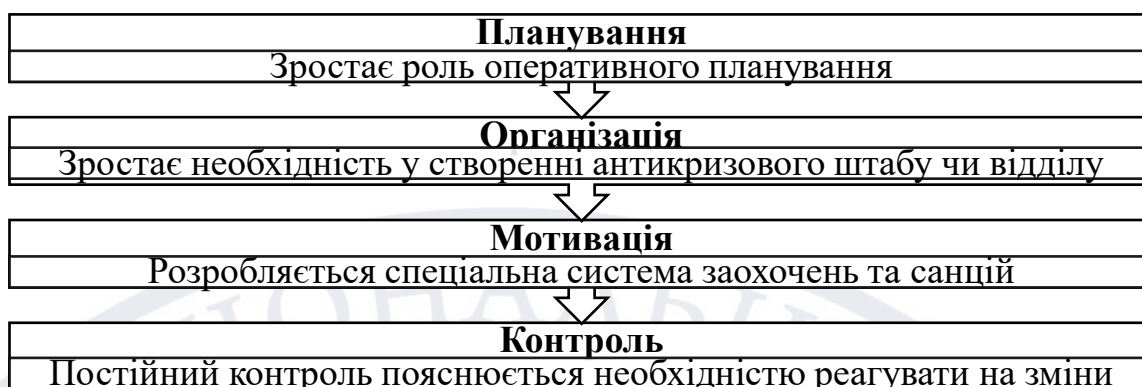 Планування
Зростає роль оперативного планування
Організація
Зростає необхідність у створенні антикризового штабу чи відділу
Мотивація
Розробляється спеціальна система заохочень та санцій
Контроль
Постійний контроль пояснюється необхідністю реагувати на зміни